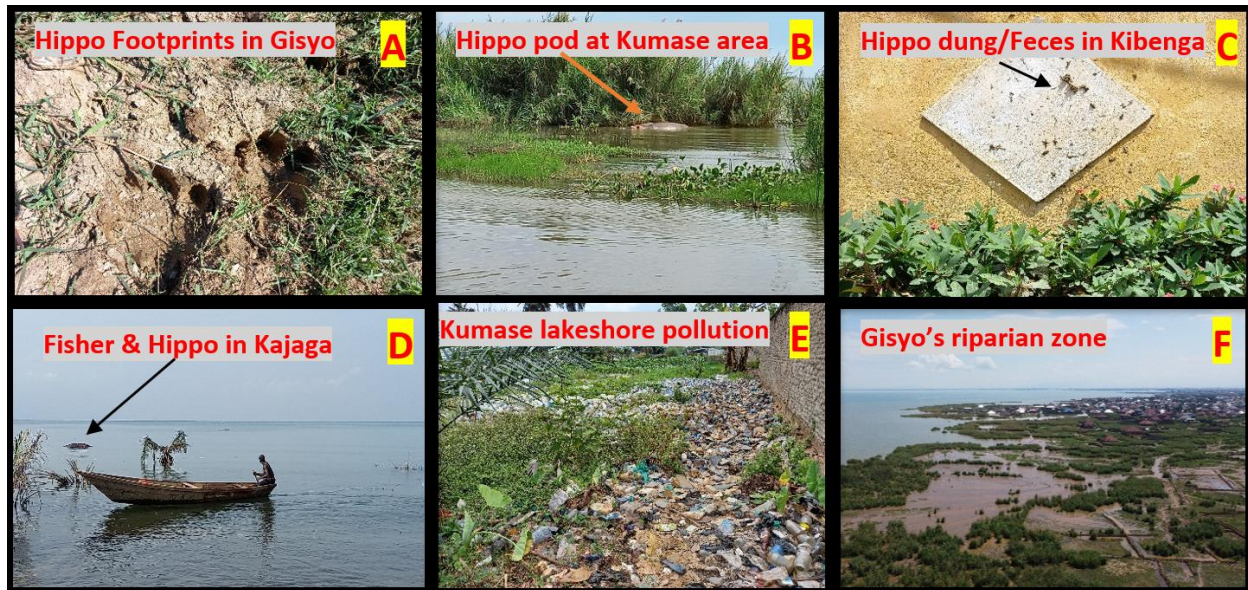 Hippo Footprints in Gisyo
A
Hippo pod at Kumase area
B
Hippo dung/Feces in Kibenga
C
Fisher & Hippo in Kajaga
D
Kumase lakeshore pollution
E
Gisyo’s riparian zone
F